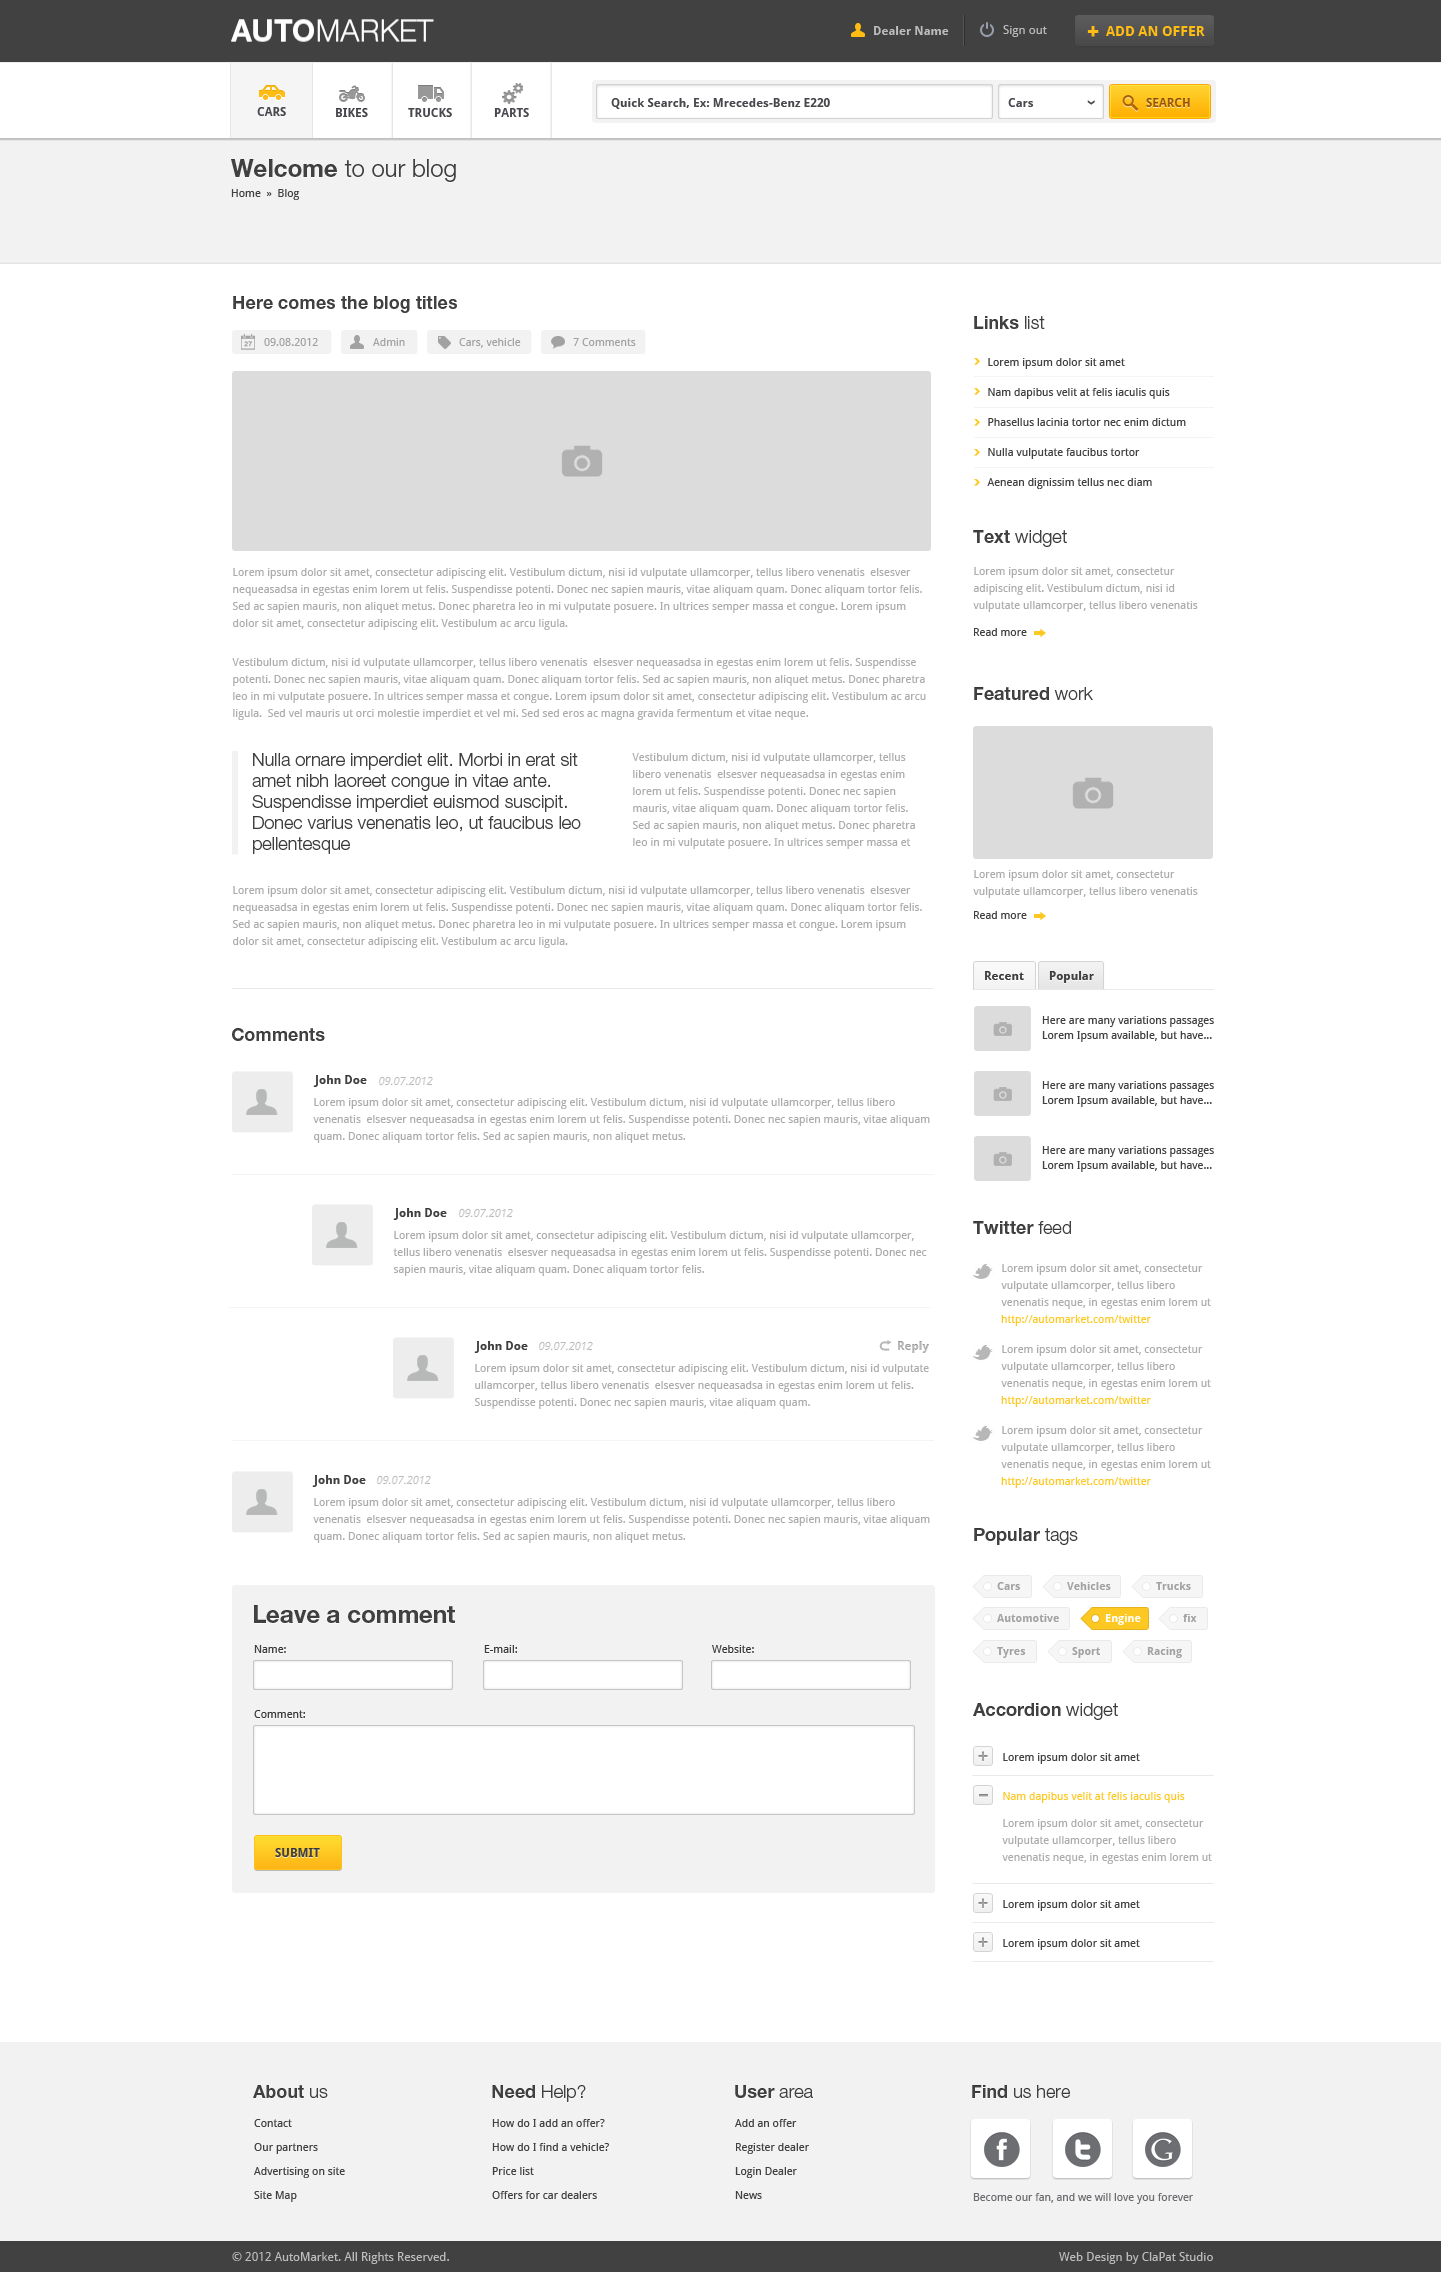 AUTOMARKET
Dealer Name
Sign out
ADD AN OFFER
CARS
BIKES
TRUCKS
PARTS
Quick Search, Ex: Mrecedes-Benz E220
Cars
SEARCH
Welcome to our blog
Home » Blog
Here comes the blog titles
27
09.08.2012
Admin
Cars, vehicle
7 Comments
Lorem ipsum dolor sit amet, consectetur adipiscing elit. Vestibulum dictum, nisi id vulputate ullamcorper, tellus libero venenatis elsesver
nequeasadsa in egestas enim lorem ut felis. Suspendisse potenti. Donec nec sapien mauris, vitae aliquam quam. Donec aliquam tortor felis.
Sed ac sapien mauris, non aliquet metus. Donec pharetra leo in mi vulputate posuere. In ultrices semper massa et congue. Lorem ipsum
dolor sit amet, consectetur adipiscing elit. Vestibulum ac arcu ligula.
Vestibulum dictum, nisi id vulputate ullamcorper, tellus libero venenatis elsesver nequeasadsa in egestas enim lorem ut felis. Suspendisse
potenti. Donec nec sapien mauris, vitae aliquam quam. Donec aliquam tortor felis. Sed ac sapien mauris, non aliquet metus. Donec pharetra
leo in mi vulputate posuere. In ultrices semper massa et congue. Lorem ipsum dolor sit amet, consectetur adipiscing elit. Vestibulum ac arcu
ligula. Sed vel mauris ut orci molestie imperdiet et vel mi. Sed sed eros ac magna gravida fermentum et vitae neque.
Nulla ornare imperdiet elit. Morbi in erat sit
amet nibh laoreet congue in vitae ante.
Suspendisse imperdiet euismod suscipit.
Donec varius venenatis leo, ut faucibus leo
pellentesque
Vestibulum dictum, nisi id vulputate ullamcorper, tellus
libero venenatis elsesver nequeasadsa in egestas enim
lorem ut felis. Suspendisse potenti. Donec nec sapien
mauris, vitae aliquam quam. Donec aliquam tortor felis.
Sed ac sapien mauris, non aliquet metus. Donec pharetra
leo in mi vulputate posuere. In ultrices semper massa et
Lorem ipsum dolor sit amet, consectetur adipiscing elit. Vestibulum dictum, nisi id vulputate ullamcorper, tellus libero venenatis elsesver
nequeasadsa in egestas enim lorem ut felis. Suspendisse potenti. Donec nec sapien mauris, vitae aliquam quam. Donec aliquam tortor felis.
Sed ac sapien mauris, non aliquet metus. Donec pharetra leo in mi vulputate posuere. In ultrices semper massa et congue. Lorem ipsum
dolor sit amet, consectetur adipiscing elit. Vestibulum ac arcu ligula.
Comments
John Doe 09.07.2012
Lorem ipsum dolor sit amet, consectetur adipiscing elit. Vestibulum dictum, nisi id vulputate ullamcorper, tellus libero
venenatis elsesver nequeasadsa in egestas enim lorem ut felis. Suspendisse potenti. Donec nec sapien mauris, vitae aliquam
quam. Donec aliquam tortor felis. Sed ac sapien mauris, non aliquet metus.
John Doe 09.07.2012
Lorem ipsum dolor sit amet, consectetur adipiscing elit. Vestibulum dictum, nisi id vulputate ullamcorper,
tellus libero venenatis elsesver nequeasadsa in egestas enim lorem ut felis. Suspendisse potenti. Donec nec
sapien mauris, vitae aliquam quam. Donec aliquam tortor felis.
John Doe 09.07.2012
Reply
Lorem ipsum dolor sit amet, consectetur adipiscing elit. Vestibulum dictum, nisi id vulputate
ullamcorper, tellus libero venenatis elsesver nequeasadsa in egestas enim lorem ut felis.
Suspendisse potenti. Donec nec sapien mauris, vitae aliquam quam.
John Doe 09.07.2012
Lorem ipsum dolor sit amet, consectetur adipiscing elit. Vestibulum dictum, nisi id vulputate ullamcorper, tellus libero
venenatis elsesver nequeasadsa in egestas enim lorem ut felis. Suspendisse potenti. Donec nec sapien mauris, vitae aliquam
quam. Donec aliquam tortor felis. Sed ac sapien mauris, non aliquet metus.
Leave a comment
Name:
E-mail:
Website:
Comment:
SUBMIT
Links list
Lorem ipsum dolor sit amet
Nam dapibus velit at felis iaculis quis
Phasellus lacinia tortor nec enim dictum
Nulla vulputate faucibus tortor
Aenean dignissim tellus nec diam
Text widget
Lorem ipsum dolor sit amet, consectetur
adipiscing elit. Vestibulum dictum, nisi id
vulputate ullamcorper, tellus libero venenatis
Read more
Featured work
Lorem ipsum dolor sit amet, consectetur
vulputate ullamcorper, tellus libero venenatis
Read more
Recent
Popular
Here are many variations passages
Lorem Ipsum available, but have...
Here are many variations passages
Lorem Ipsum available, but have...
Here are many variations passages
Lorem Ipsum available, but have...
Twitter feed
Lorem ipsum dolor sit amet, consectetur
vulputate ullamcorper, tellus libero
venenatis neque, in egestas enim lorem ut
http://automarket.com/twitter
Lorem ipsum dolor sit amet, consectetur
vulputate ullamcorper, tellus libero
venenatis neque, in egestas enim lorem ut
http://automarket.com/twitter
Lorem ipsum dolor sit amet, consectetur
vulputate ullamcorper, tellus libero
venenatis neque, in egestas enim lorem ut
http://automarket.com/twitter
Popular tags
Cars
Vehicles
Trucks
Automotive
Engine
fix
Tyres
Sport
Racing
Accordion widget
Lorem ipsum dolor sit amet
Nam dapibus velit at felis iaculis quis
Lorem ipsum dolor sit amet, consectetur
vulputate ullamcorper, tellus libero
venenatis neque, in egestas enim lorem ut
Lorem ipsum dolor sit amet
Lorem ipsum dolor sit amet
About us
Contact
Our partners
Advertising on site
Site Map
Need Help?
How do I add an offer?
How do I find a vehicle?
Price list
Offers for car dealers
User area
Add an offer
Register dealer
Login Dealer
News
Find us here
f
t
G
Become our fan, and we will love you forever
© 2012 AutoMarket. All Rights Reserved.
Web Design by ClaPat Studio